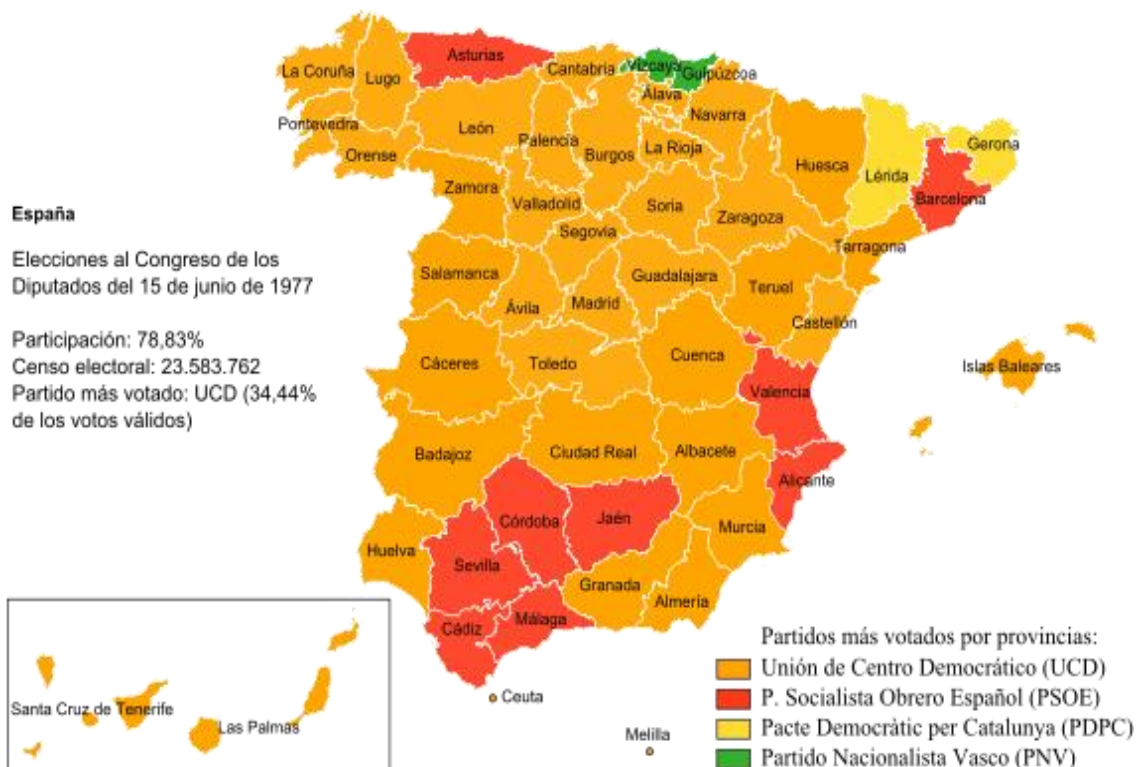 Asturias
Cantabria
Vizcaya
Guipúzcoa
La Coruña
Lugo
Álava
Navarra
Pontevedra
León
Palencia
Burgos
La Rioja
Huesca
Lérida
Gerona
Orense
Barcelona
Zamora
Valladolid
Soria
Zaragoza
España
Segovia
Tarragona
Elecciones al Congreso de los
Diputados del 15 de junio de 1977
Salamanca
Guadalajara
Teruel
Ávila
Madrid
Castellón
Participación: 78,83%
Censo electoral: 23.583.762
Partido más votado: UCD (34,44%
de los votos válidos)
Cáceres
Toledo
Cuenca
Islas Baleares
Valencia
Badajoz
Ciudad Real
Albacete
Alicante
Córdoba
Jaén
Murcia
Huelva
Sevilla
Granada
Almería
Málaga
Cádiz
Partidos más votados por provincias:
Unión de Centro Democrático (UCD)
P. Socialista Obrero Español (PSOE)
Pacte Democràtic per Catalunya (PDPC)
Partido Nacionalista Vasco (PNV)
Ceuta
Melilla
Santa Cruz de Tenerife
Las Palmas